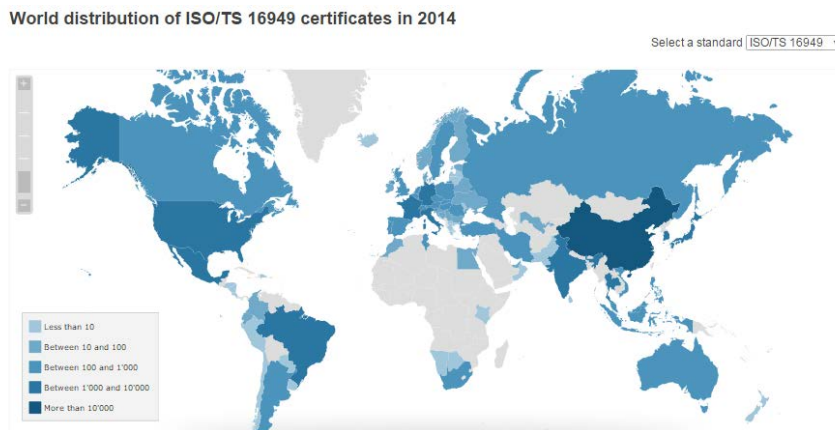 World distribution of ISO/TS 16949 certificates in 2014
Select a standard ISO/TS 16949
Less than 10
Between 10 and 100
Between 100 and 1'000
Between 1'000 and 10'000
More than 10'000